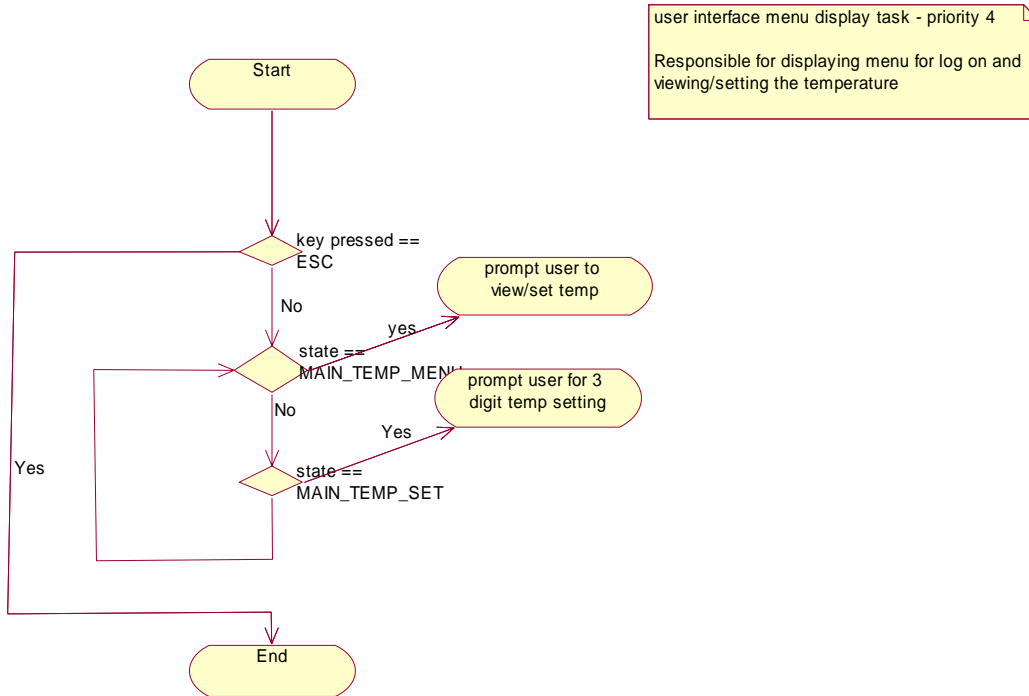 user interface menu display task - priority 4
Responsible for displaying menu for log on and
viewing/setting the temperature
Start
key pressed ==
ESC
No
prompt user to
view/set temp
yes
state ==
MAIN_TEMP_MENU
prompt user for 3
digit temp setting
No
Yes
state ==
MAIN_TEMP_SET
Yes
End